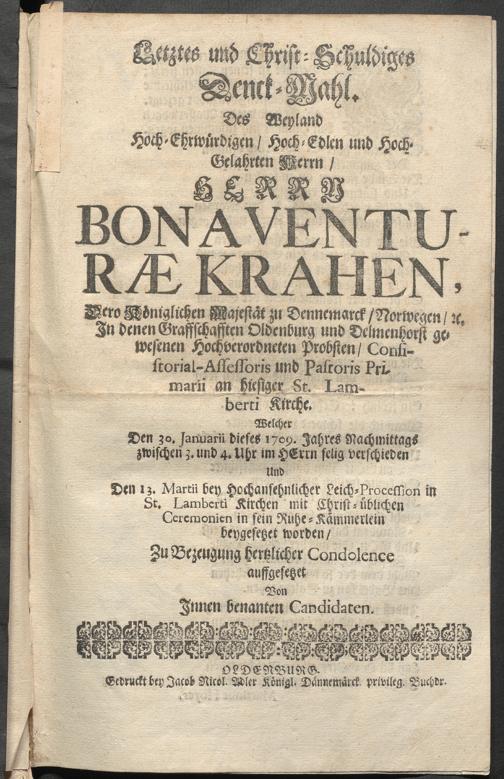 Letztes und Christ-Schuldiges
Denck-Mahl.
Des Weyland
Hoch-Ehrwürdigen/ Hoch-Edlen und Hoch-
Gelahrten Herrn/
HERRN
BONAVENTU-
RÆ KRAHEN,
Dero Königlichen Majestät zu Dennemarck/Norwegen/ ꝛc.
In denen Graffschafften Oldenburg und Delmenhorst ge-
wesenen Hochverordneten Probsten/ Consi-
storial-Assessoris und Pastoris Pri-
marii an hiesiger St. Lam-
berti Kirche.
Welcher
Den 30. Januarii dieses 1709. Jahres Nachmittags
zwischen 3. und 4. Uhr im HErrn selig verschieden
Und
Den 13. Martii bey Hochansehnlicher Leich-Procession in
St. Lamberti Kirchen mit Christ-üblichen
Ceremonien in sein Ruhe-Kämmerlein
beygesetzet worden/
Zu Bezeugung hertzlicher Condolence
auffgesetzet
Von
Innen benanten Candidaten.
OLDENBURG.
Gedruckt bey Jacob Nicol. Adler Königl. Dännemärck. privileg. Buchdr.